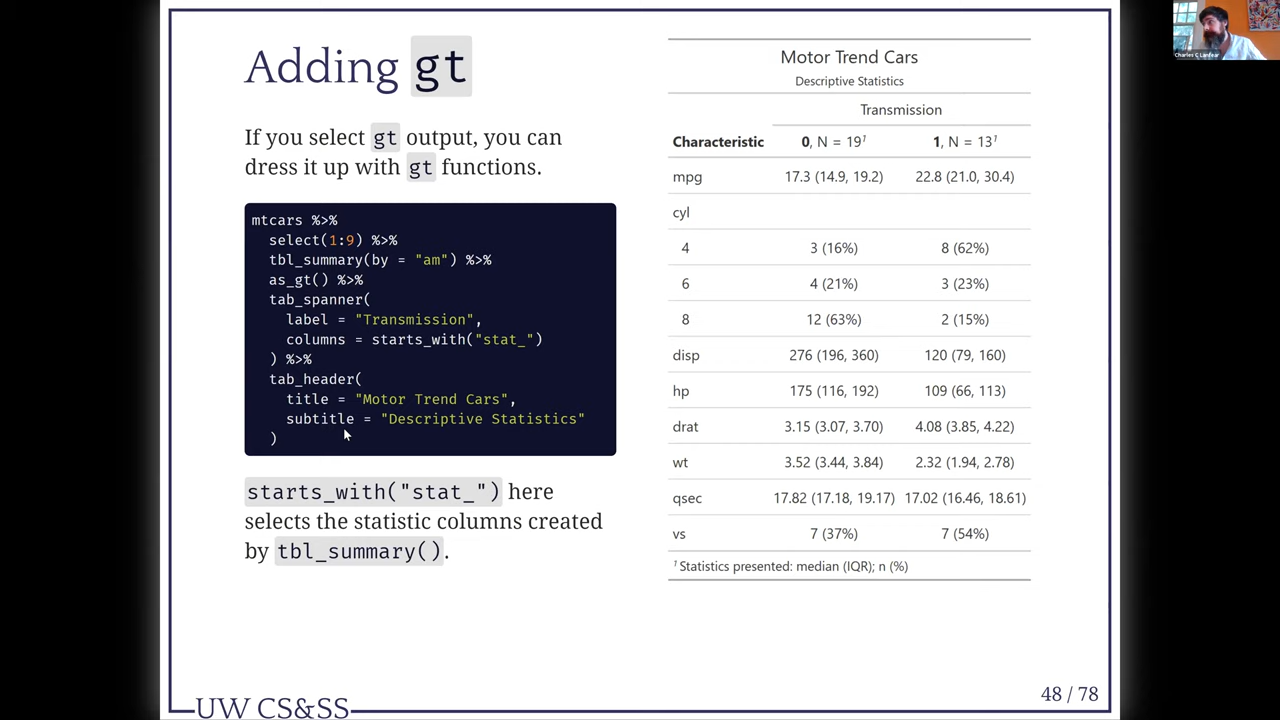 Adding gt
If you select gt output, you can
dress it up with gt functions.
mtcars %>%
  select(1:9) %>%
  tbl_summary(by = "am") %>%
  as_gt() %>%
  tab_spanner(
    label = "Transmission",
    columns = starts_with("stat_")
  ) %>%
  tab_header(
    title = "Motor Trend Cars",
    subtitle = "Descriptive Statistics"
  )
starts_with("stat_") here
selects the statistic columns created
by tbl_summary().
Motor Trend Cars
Descriptive Statistics
Transmission
Characteristic 0, N = 19¹ 1, N = 13¹
mpg 17.3 (14.9, 19.2) 22.8 (21.0, 30.4)
cyl
4 3 (16%) 8 (62%)
6 4 (21%) 3 (23%)
8 12 (63%) 2 (15%)
disp 276 (196, 360) 120 (79, 160)
hp 175 (116, 192) 109 (66, 113)
drat 3.15 (3.07, 3.70) 4.08 (3.85, 4.22)
wt 3.52 (3.44, 3.84) 2.32 (1.94, 2.78)
qsec 17.82 (17.18, 19.17) 17.02 (16.46, 18.61)
vs 7 (37%) 7 (54%)
¹ Statistics presented: median (IQR); n (%)
UW CS&SS
48 / 78
Charles C Lanfear